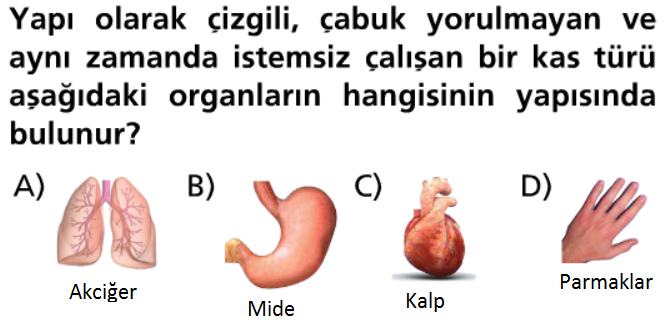 Yapı olarak çizgili, çabuk yorulmayan ve
aynı zamanda istemsiz çalışan bir kas türü
aşağıdaki organların hangisinin yapısında
bulunur?
A) B) C) D)
Akciğer Mide Kalp Parmaklar